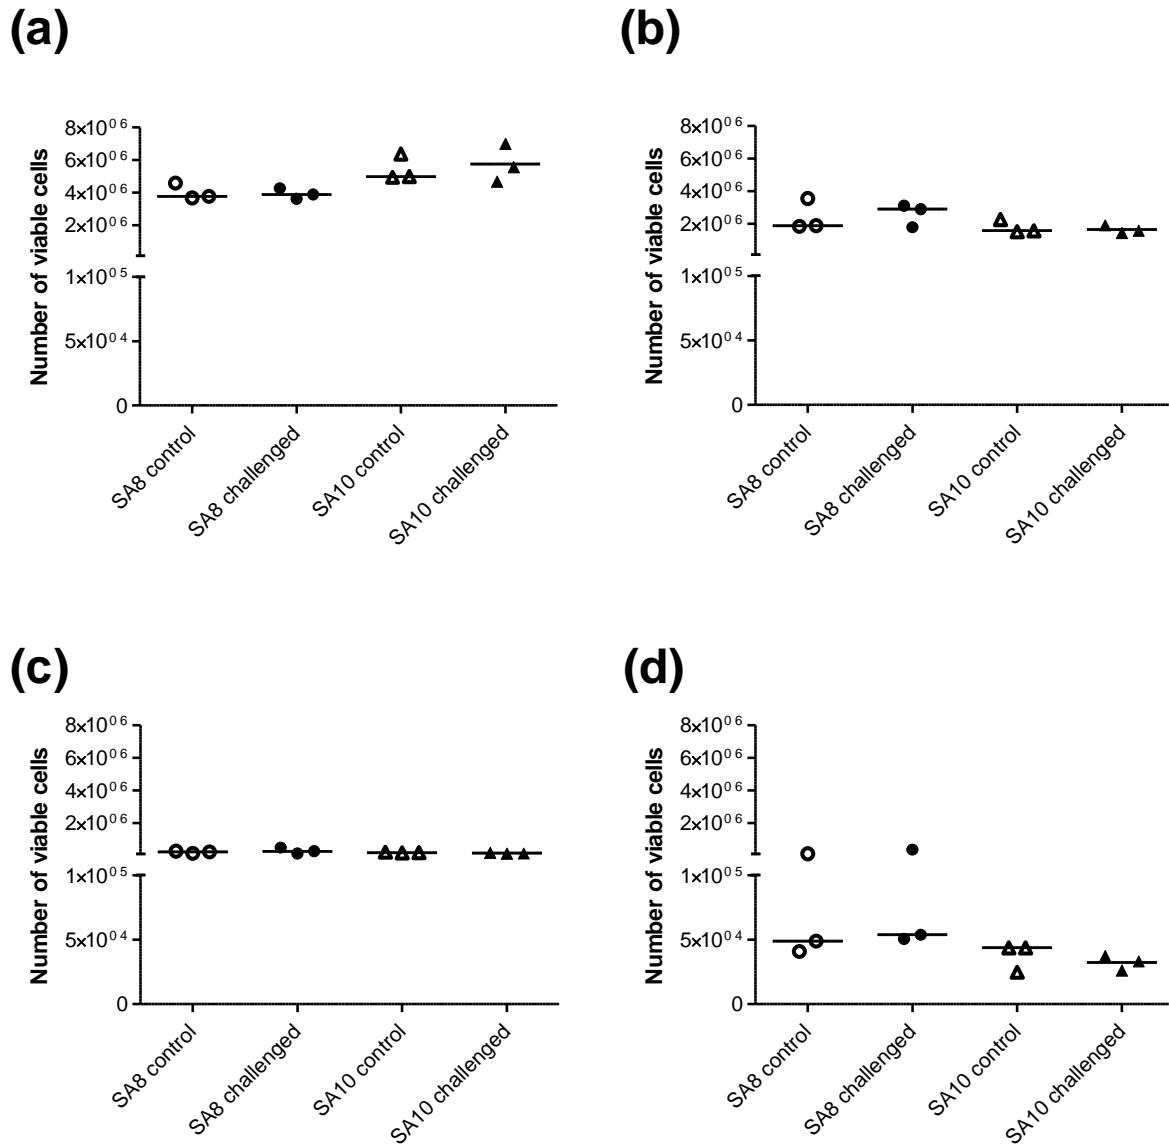 (a)
Number of viable cells
8×10⁰⁶
6×10⁰⁶
4×10⁰⁶
2×10⁰⁶
1×10⁰⁵
5×10⁰⁴
0
SA8 control
SA8 challenged
SA10 control
SA10 challenged
(b)
Number of viable cells
8×10⁰⁶
6×10⁰⁶
4×10⁰⁶
2×10⁰⁶
1×10⁰⁵
5×10⁰⁴
0
SA8 control
SA8 challenged
SA10 control
SA10 challenged
(c)
Number of viable cells
8×10⁰⁶
6×10⁰⁶
4×10⁰⁶
2×10⁰⁶
1×10⁰⁵
5×10⁰⁴
0
SA8 control
SA8 challenged
SA10 control
SA10 challenged
(d)
Number of viable cells
8×10⁰⁶
6×10⁰⁶
4×10⁰⁶
2×10⁰⁶
1×10⁰⁵
5×10⁰⁴
0
SA8 control
SA8 challenged
SA10 control
SA10 challenged